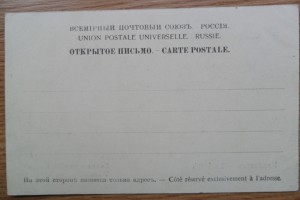 ВСЕМІРНЫЙ ПОЧТОВЫЙ СОЮЗЪ. РОССІЯ.
UNION POSTALE UNIVERSELLE. RUSSIE.
ОТКРЫТОЕ ПИСЬМО. - CARTE POSTALE.
На этой сторонѣ пишется только адресъ. — Côté réservé exclusivement à l'adresse.